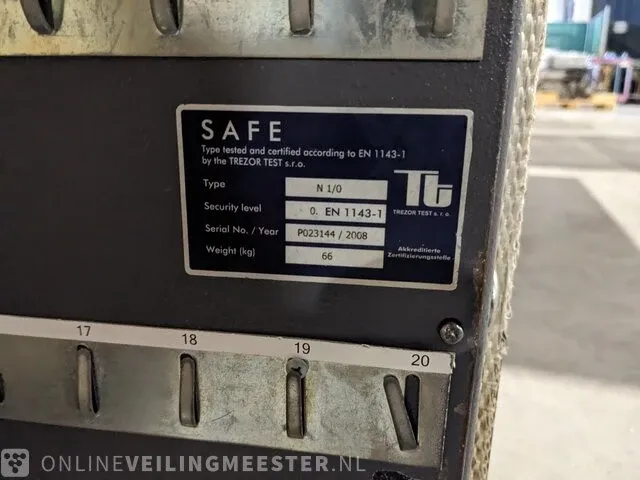 SAFE
Type tested and certified according to EN 1143-1
by the TREZOR TEST s.r.o.
Type N 1/0
Security level 0. EN 1143-1
Serial No. / Year P023144 / 2008
Weight (kg) 66
Tt
TREZOR TEST s. r. o.
Akkreditierte
Zertifizierungsstelle
17 18 19 20
ONLINEVEILINGMEESTER.NL